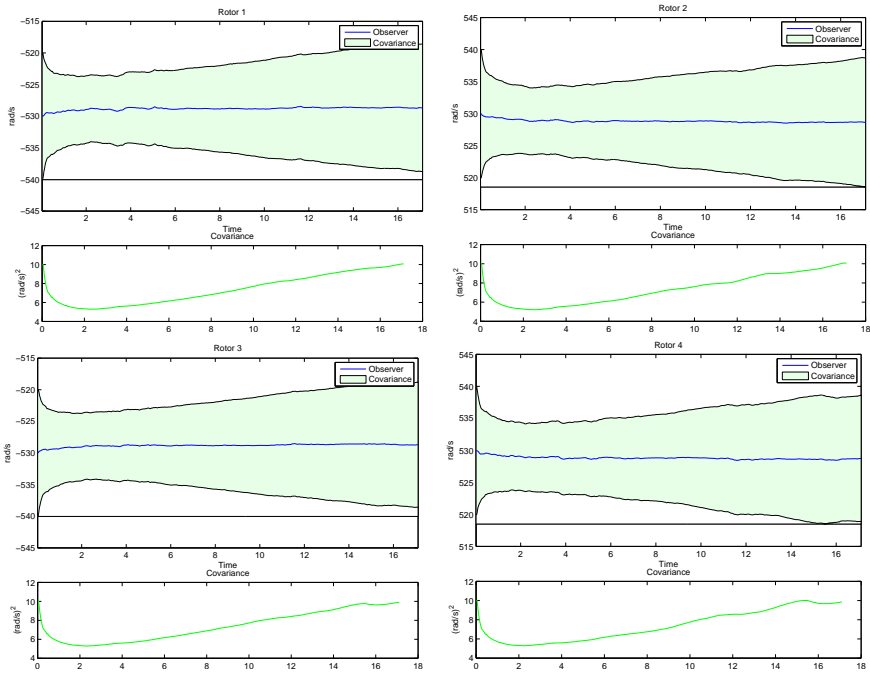 Rotor 1
−515
−520
−525
−530
−535
−540
−545
rad/s
Observer
Covariance
2 4 6 8 10 12 14 16
Time
Covariance
12
10
8
6
4
(rad/s)2
0 2 4 6 8 10 12 14 16 18
Rotor 2
545
540
535
530
525
520
515
rad/s
Observer
Covariance
2 4 6 8 10 12 14 16
Time
Covariance
12
10
8
6
4
(rad/s)2
0 2 4 6 8 10 12 14 16 18
Rotor 3
−515
−520
−525
−530
−535
−540
−545
rad/s
Observer
Covariance
2 4 6 8 10 12 14 16
Time
Covariance
12
10
8
6
4
(rad/s)2
0 2 4 6 8 10 12 14 16 18
Rotor 4
545
540
535
530
525
520
515
rad/s
Observer
Covariance
2 4 6 8 10 12 14 16
Time
Covariance
12
10
8
6
4
(rad/s)2
0 2 4 6 8 10 12 14 16 18